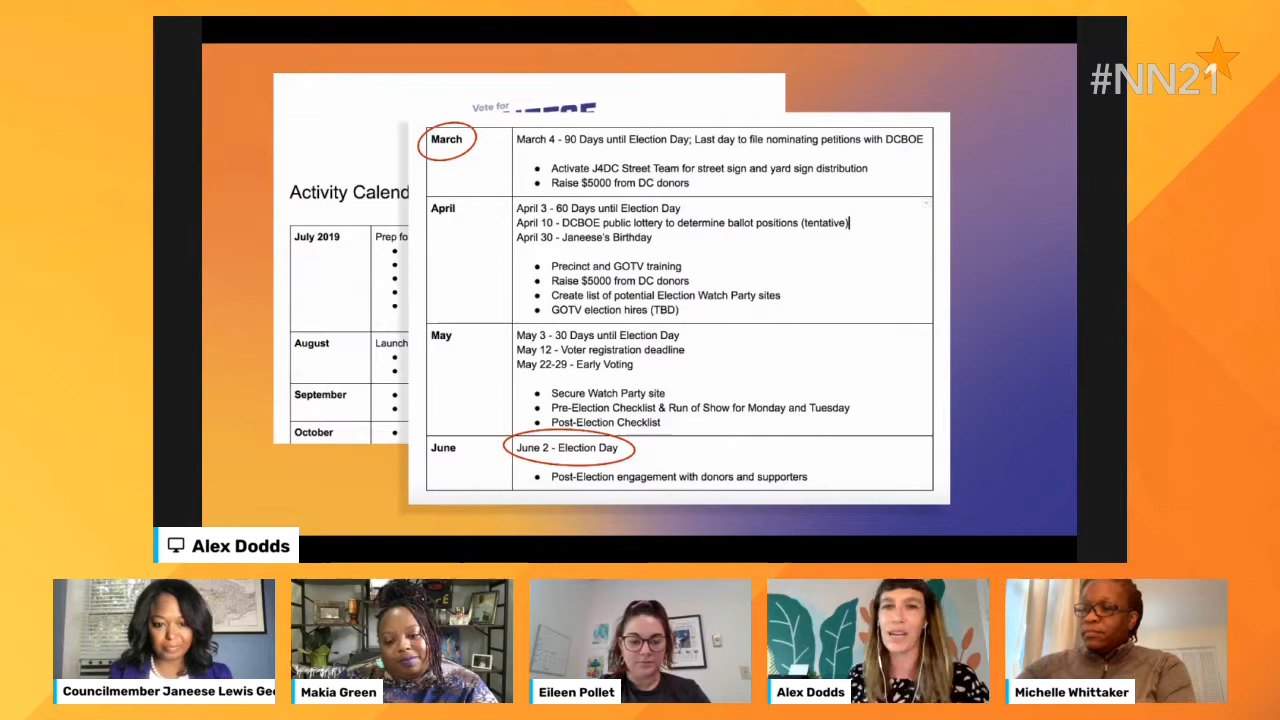 #NN21
Vote for
Activity Calend
July 2019
Prep fo
August
Launch
September
October
March
March 4 - 90 Days until Election Day; Last day to file nominating petitions with DCBOE
● Activate J4DC Street Team for street sign and yard sign distribution
● Raise $5000 from DC donors
April
April 3 - 60 Days until Election Day
April 10 - DCBOE public lottery to determine ballot positions (tentative)
April 30 - Janeese's Birthday
● Precinct and GOTV training
● Raise $5000 from DC donors
● Create list of potential Election Watch Party sites
● GOTV election hires (TBD)
May
May 3 - 30 Days until Election Day
May 12 - Voter registration deadline
May 22-29 - Early Voting
● Secure Watch Party site
● Pre-Election Checklist & Run of Show for Monday and Tuesday
● Post-Election Checklist
June
June 2 - Election Day
● Post-Election engagement with donors and supporters
Alex Dodds
Councilmember Janeese Lewis Geo
Makia Green
Eileen Pollet
Alex Dodds
Michelle Whittaker